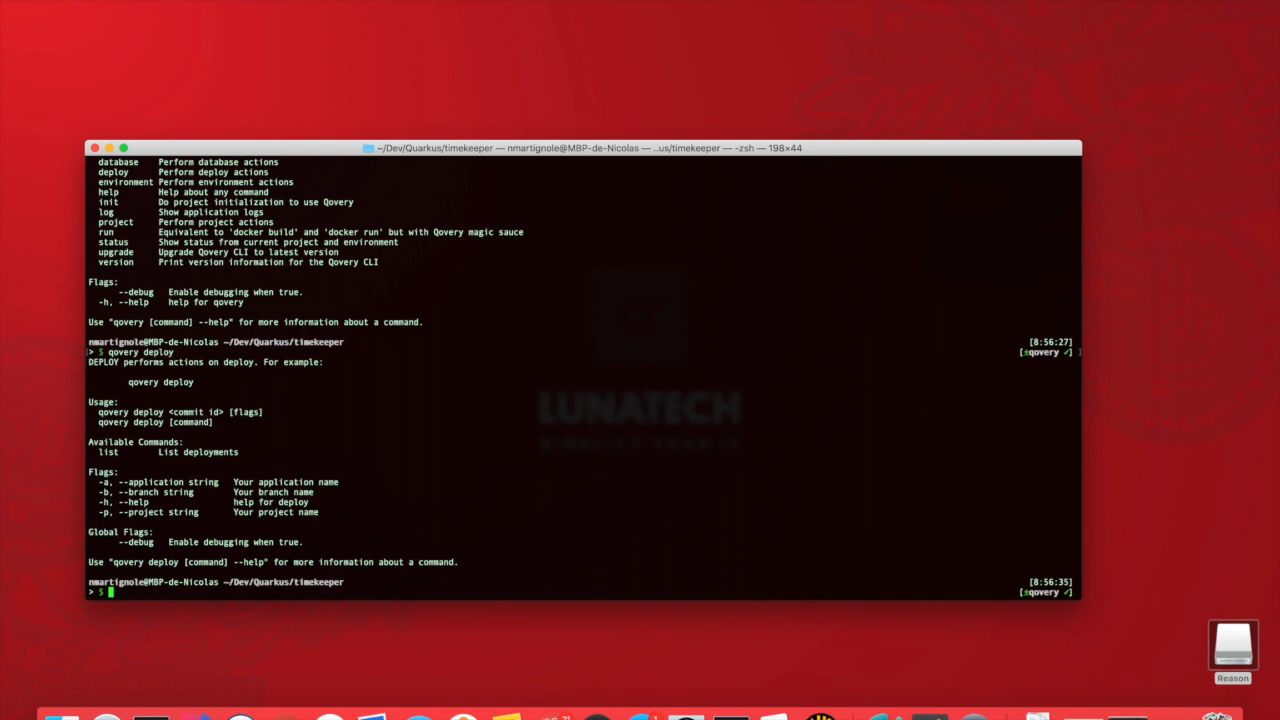 ~/Dev/Quarkus/timekeeper — nmartignole@MBP-de-Nicolas — ..us/timekeeper — -zsh — 198×44
database    Perform database actions
deploy      Perform deploy actions
environment Perform environment actions
help        Help about any command
init        Do project initialization to use Qovery
log         Show application logs
project     Perform project actions
run         Equivalent to 'docker build' and 'docker run' but with Qovery magic sauce
status      Show status from current project and environment
upgrade     Upgrade Qovery CLI to latest version
version     Print version information for the Qovery CLI
Flags:
--debug   Enable debugging when true.
-h, --help    help for qovery
Use "qovery [command] --help" for more information about a command.
nmartignole@MBP-de-Nicolas ~/Dev/Quarkus/timekeeper [8:56:27]
> $ qovery deploy [±qovery ✓]
DEPLOY performs actions on deploy. For example:
qovery deploy
Usage:
qovery deploy <commit id> [flags]
qovery deploy [command]
Available Commands:
list        List deployments
Flags:
-a, --application string   Your application name
-b, --branch string        Your branch name
-h, --help                 help for deploy
-p, --project string       Your project name
Global Flags:
--debug   Enable debugging when true.
Use "qovery deploy [command] --help" for more information about a command.
nmartignole@MBP-de-Nicolas ~/Dev/Quarkus/timekeeper [8:56:35]
> $ [±qovery ✓]
LUNATECH
Reason